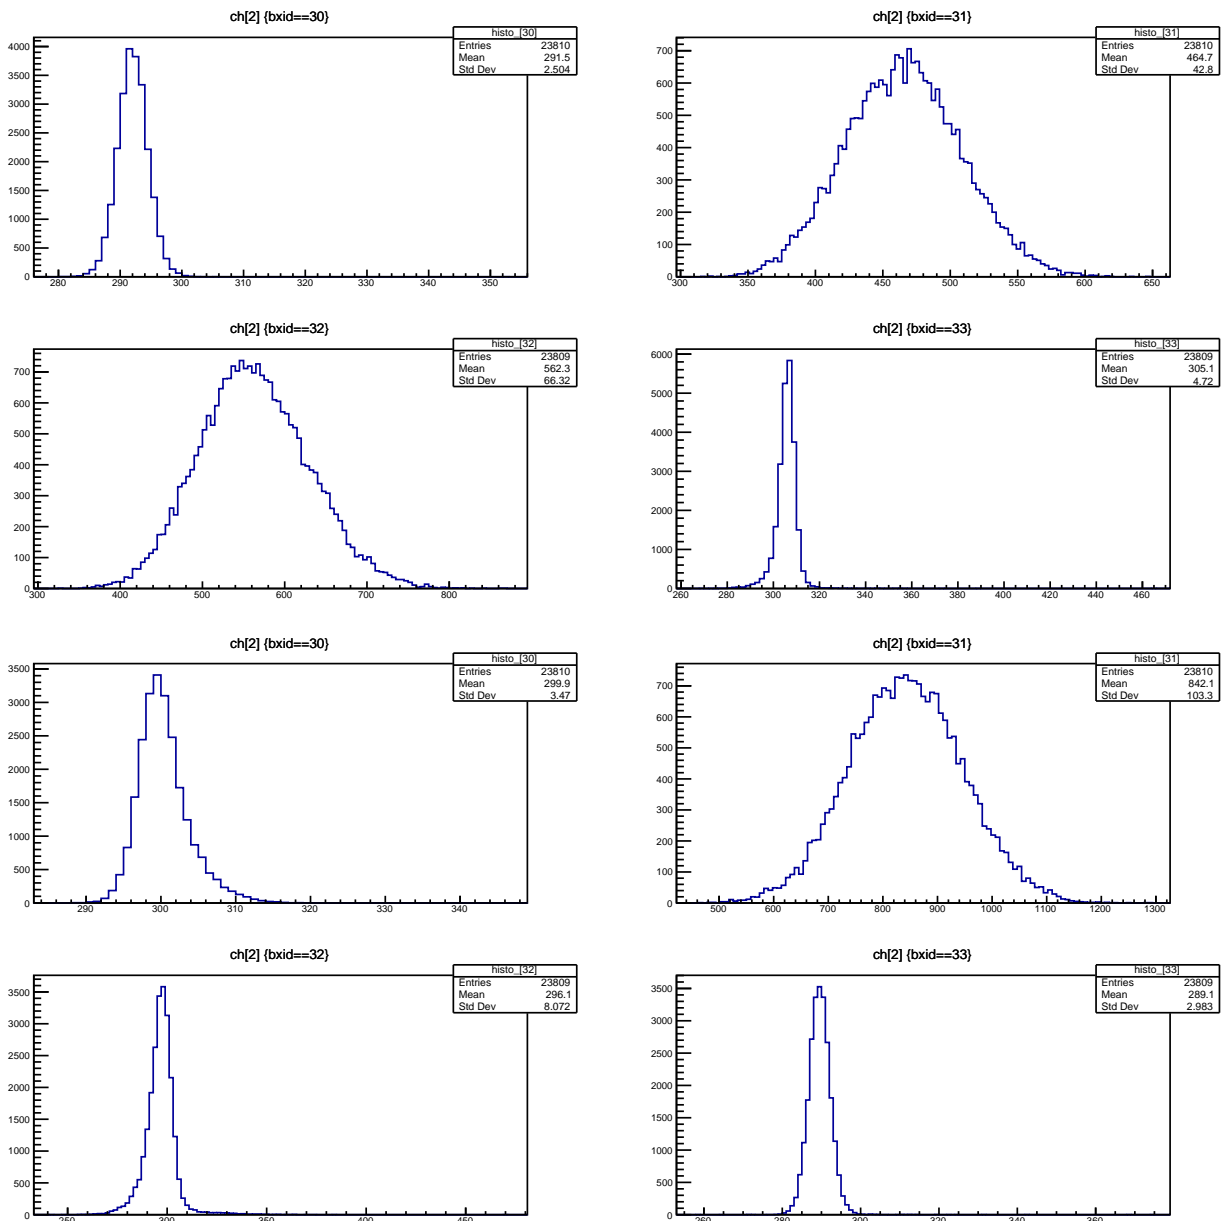 ch[2] {bxid==30}
histo_[30]
Entries 23810
Mean 291.5
Std Dev 2.504
4000
3500
3000
2500
2000
1500
1000
500
0
280 290 300 310 320 330 340 350
ch[2] {bxid==31}
histo_[31]
Entries 23810
Mean 464.7
Std Dev 42.8
700
600
500
400
300
200
100
0
300 350 400 450 500 550 600 650
ch[2] {bxid==32}
histo_[32]
Entries 23809
Mean 562.3
Std Dev 66.32
700
600
500
400
300
200
100
0
300 400 500 600 700 800
ch[2] {bxid==33}
histo_[33]
Entries 23809
Mean 305.1
Std Dev 4.72
6000
5000
4000
3000
2000
1000
0
260 280 300 320 340 360 380 400 420 440 460
ch[2] {bxid==30}
histo_[30]
Entries 23810
Mean 299.9
Std Dev 3.47
3500
3000
2500
2000
1500
1000
500
0
290 300 310 320 330 340
ch[2] {bxid==31}
histo_[31]
Entries 23810
Mean 842.1
Std Dev 103.3
700
600
500
400
300
200
100
0
500 600 700 800 900 1000 1100 1200 1300
ch[2] {bxid==32}
histo_[32]
Entries 23809
Mean 296.1
Std Dev 8.072
3500
3000
2500
2000
1500
1000
500
0
250 300 350 400 450
ch[2] {bxid==33}
histo_[33]
Entries 23809
Mean 289.1
Std Dev 2.983
3500
3000
2500
2000
1500
1000
500
0
260 280 300 320 340 360